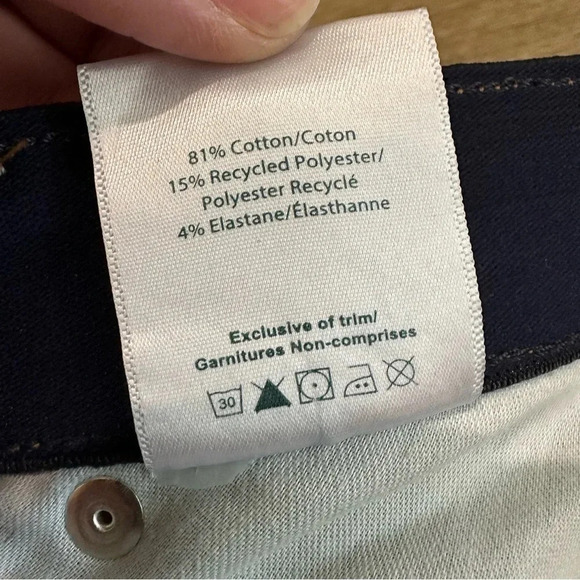 81% Cotton/Coton
15% Recycled Polyester/
Polyester Recyclé
4% Elastane/Élasthanne
Exclusive of trim/
Garnitures Non-comprises
30